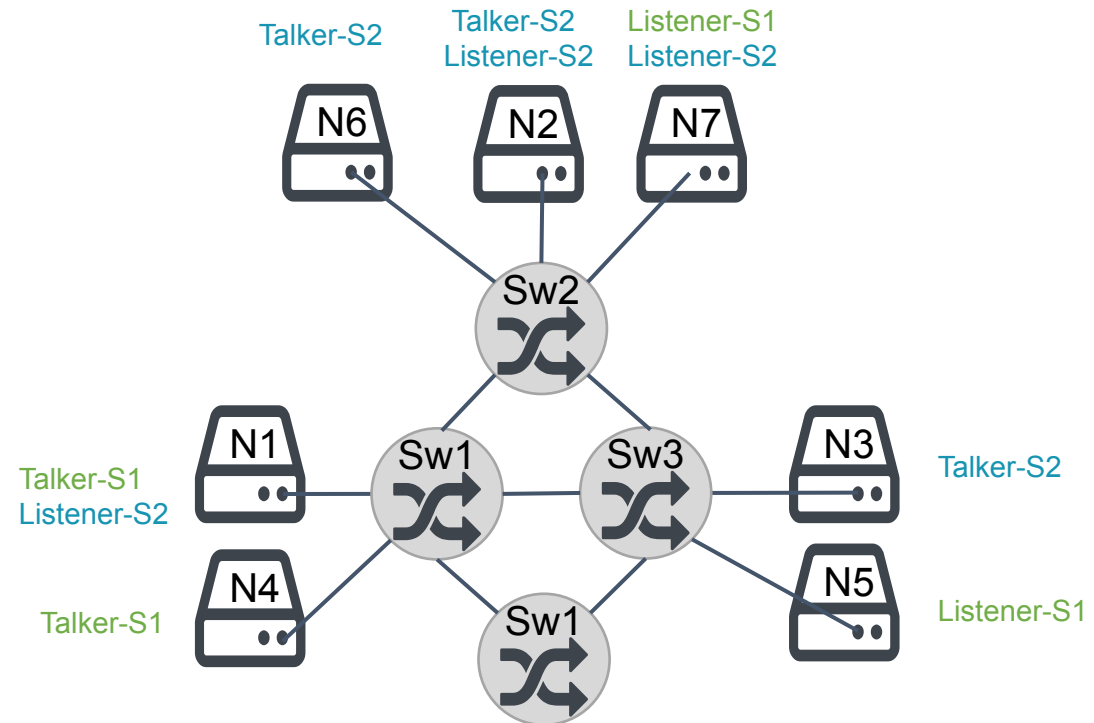 Talker-S2
Talker-S2
Listener-S2
Listener-S1
Listener-S2
N6
N2
N7
Sw2
N1
Sw1
Sw3
N3
Talker-S1
Listener-S2
Talker-S2
N4
Sw1
N5
Talker-S1
Listener-S1